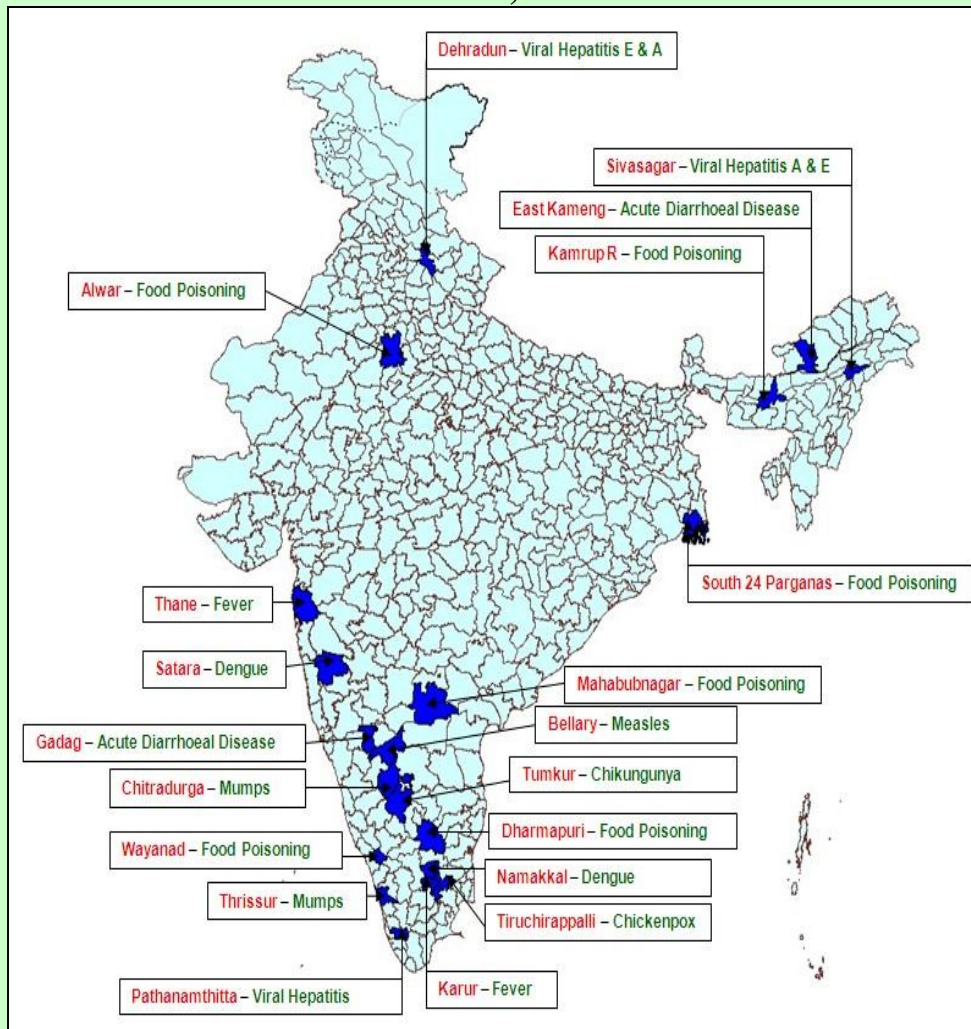 Dehradun – Viral Hepatitis E & A
Sivasagar – Viral Hepatitis A & E
East Kameng – Acute Diarrhoeal Disease
Kamrup R – Food Poisoning
Alwar – Food Poisoning
South 24 Parganas – Food Poisoning
Thane – Fever
Satara – Dengue
Mahabubnagar – Food Poisoning
Bellary – Measles
Gadag – Acute Diarrhoeal Disease
Tumkur – Chikungunya
Chitradurga – Mumps
Dharmapuri – Food Poisoning
Wayanad – Food Poisoning
Namakkal – Dengue
Thrissur – Mumps
Tiruchirappalli – Chickenpox
Karur – Fever
Pathanamthitta – Viral Hepatitis